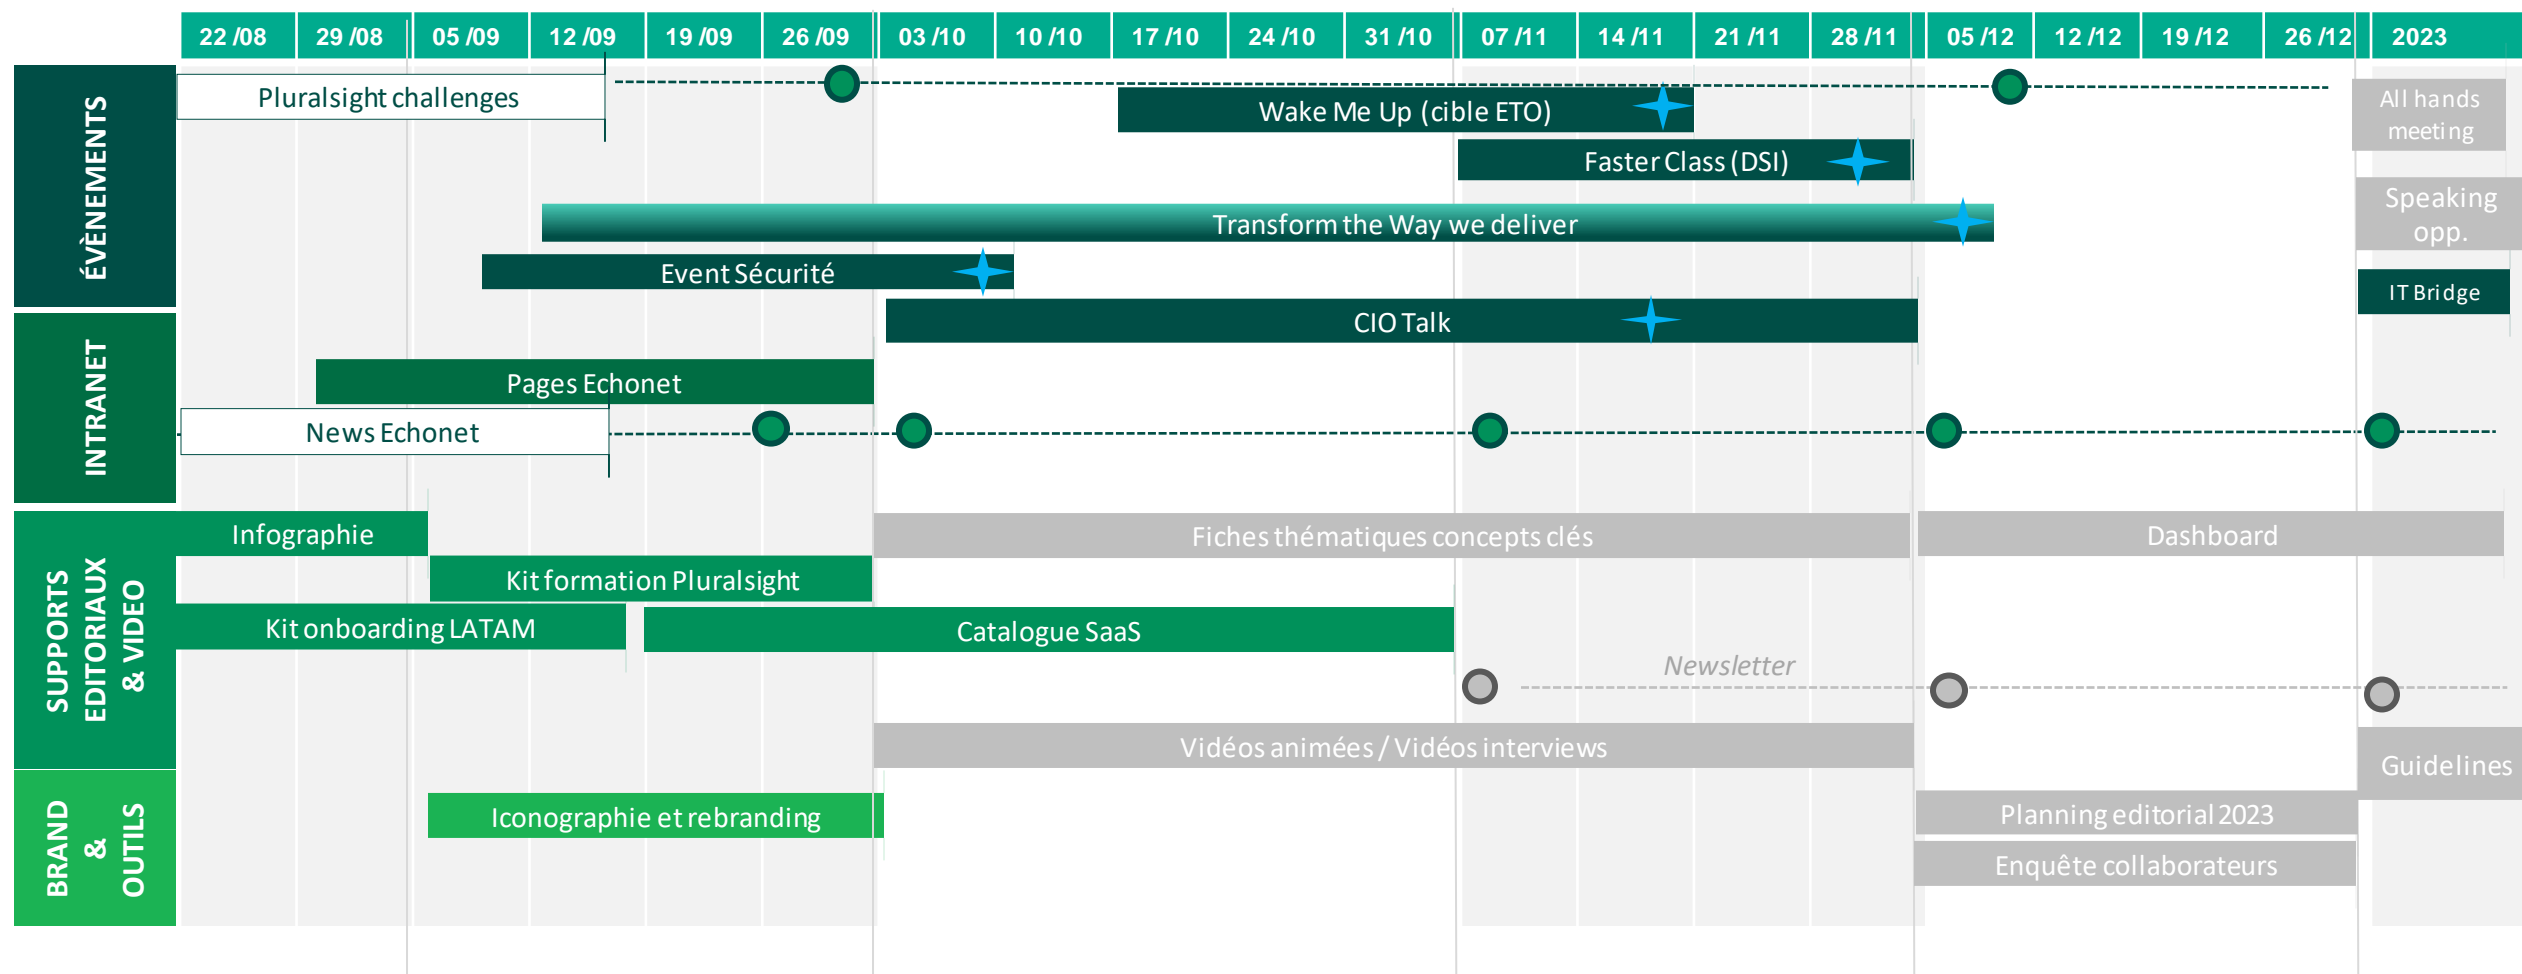 22 /08 29 /08 05 /09 12 /09 19 /09 26 /09 03 /10 10 /10 17 /10 24 /10 31 /10 07 /11 14 /11 21 /11 28 /11 05 /12 12 /12 19 /12 26 /12 2023
ÉVÈNEMENTS
Pluralsight challenges
Wake Me Up (cible ETO)
All hands
meeting
Faster Class (DSI)
Speaking
opp.
Transform the Way we deliver
Event Sécurité
IT Bridge
CIO Talk
INTRANET
Pages Echonet
News Echonet
SUPPORTS
EDITORIAUX
& VIDEO
Infographie
Fiches thématiques concepts clés
Dashboard
Kit formation Pluralsight
Kit onboarding LATAM
Catalogue SaaS
Newsletter
Vidéos animées / Vidéos interviews
Guidelines
BRAND
&
OUTILS
Iconographie et rebranding
Planning editorial 2023
Enquête collaborateurs